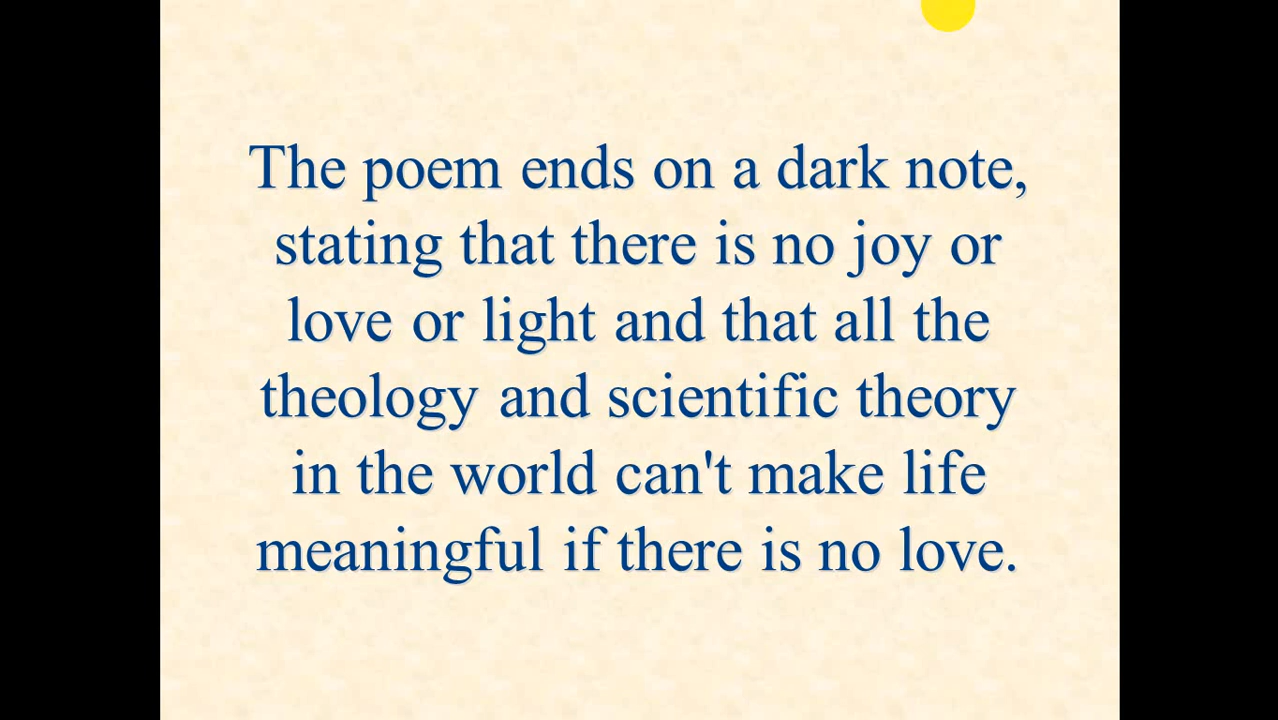 The poem ends on a dark note,
stating that there is no joy or
love or light and that all the
theology and scientific theory
in the world can't make life
meaningful if there is no love.